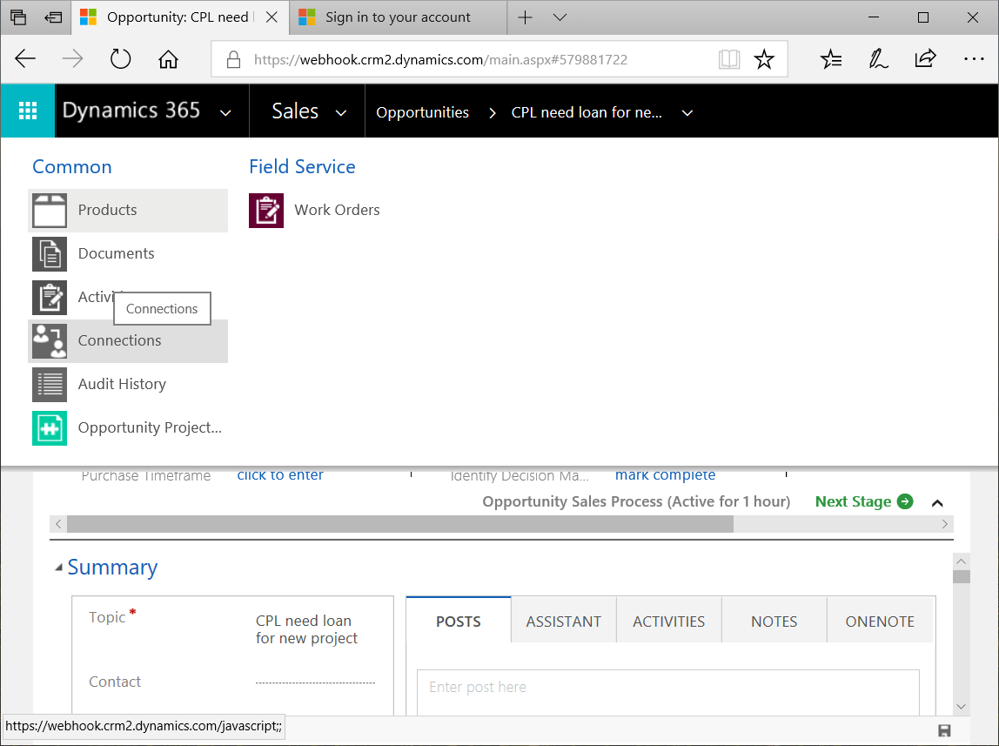 Opportunity: CPL need
Sign in to your account
https://webhook.crm2.dynamics.com/main.aspx#579881722
Dynamics 365
Sales
Opportunities
CPL need loan for ne...
Common
Field Service
Products
Work Orders
Documents
Activi
Connections
Connections
Audit History
Opportunity Project...
Purchase Timeframe
click to enter
Identify Decision Ma...
mark complete
Opportunity Sales Process (Active for 1 hour)
Next Stage
Summary
Topic *
CPL need loan
for new project
POSTS
ASSISTANT
ACTIVITIES
NOTES
ONENOTE
Contact
Enter post here
https://webhook.crm2.dynamics.com/javascript;;